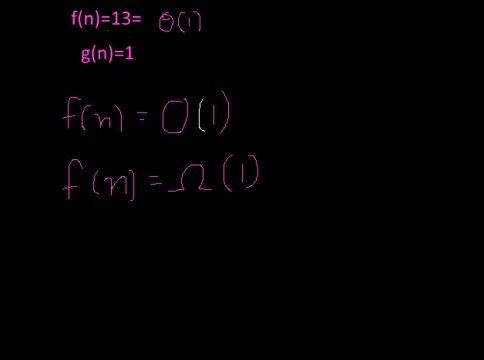 f(n)=13= Θ(1)
g(n)=1
f(n) = O(1)
f(n) = Ω(1)